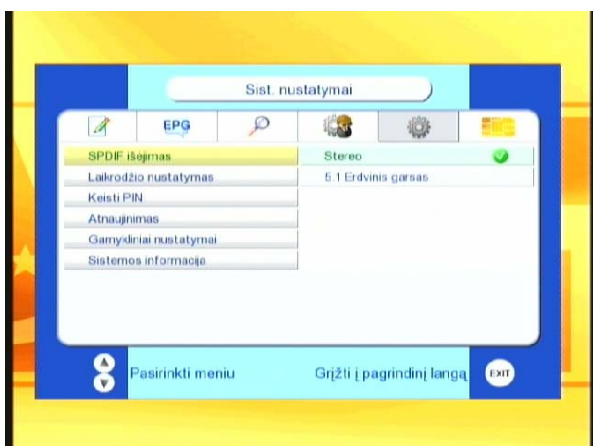 Sist. nustatymai
EPG
SPDIF išėjimas
Stereo
Laikrodžio nustatymas
5.1 Erdvinis garsas
Keisti PIN
Atnaujinimas
Gamykliniai nustatymai
Sistemos informacija
Pasirinkti meniu
Grįžti į pagrindinį langą
EXIT